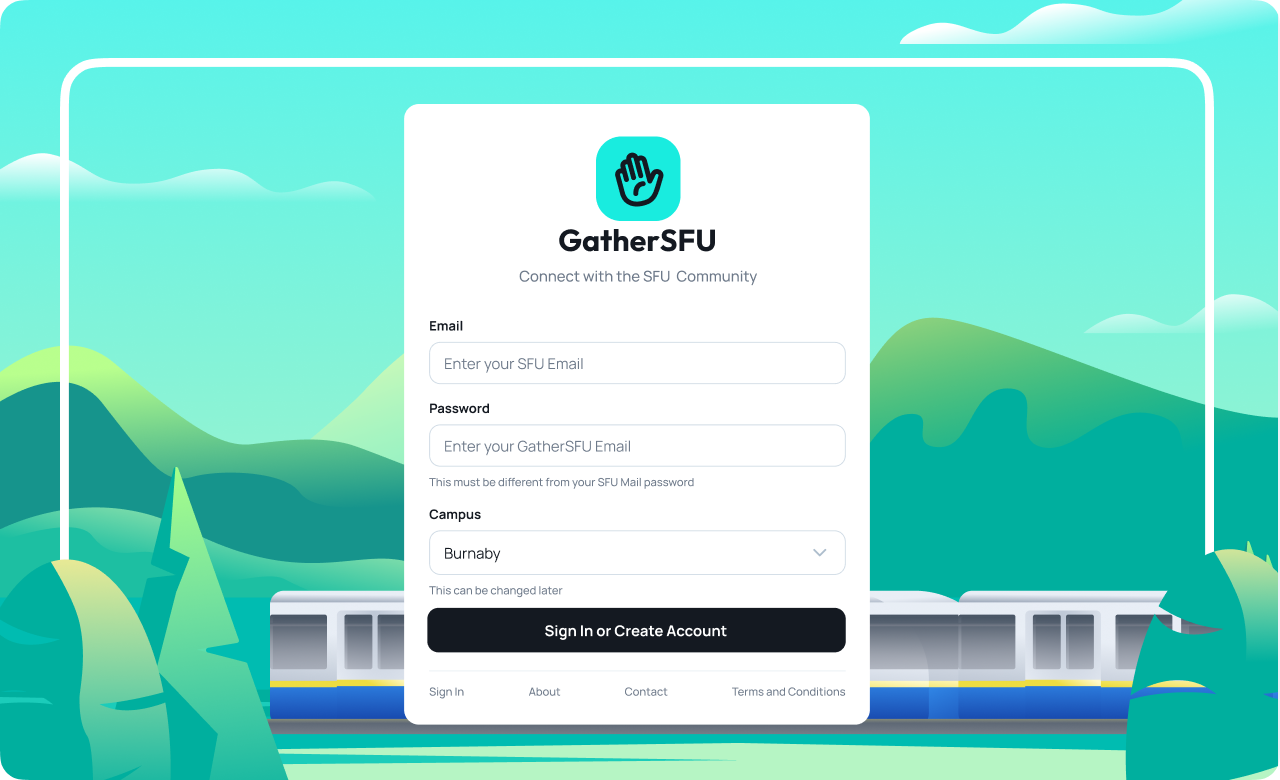 GatherSFU
Connect with the SFU Community
Email
Enter your SFU Email
Password
Enter your GatherSFU Email
This must be different from your SFU Mail password
Campus
Burnaby
This can be changed later
Sign In or Create Account
Sign In About Contact Terms and Conditions